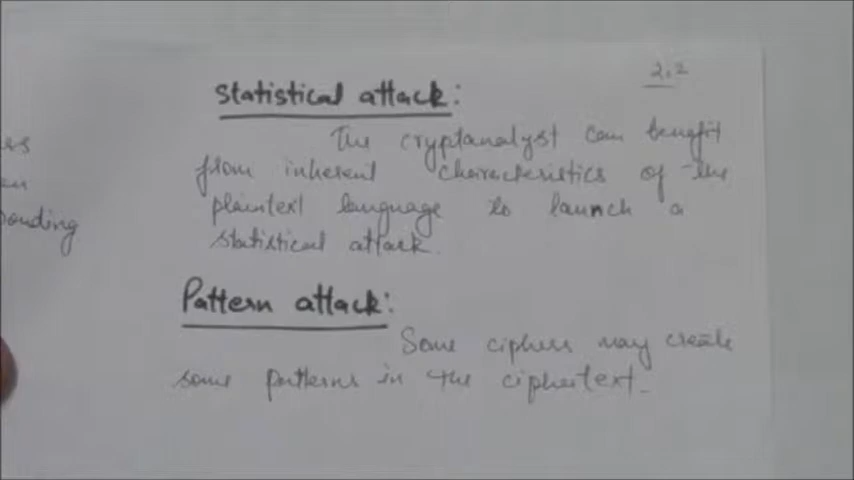 2.2
Statistical attack:
The cryptanalyst can benefit
from inherent characteristics of the
plaintext language to launch a
statistical attack.
Pattern attack:
Some ciphers may create
some patterns in the ciphertext.